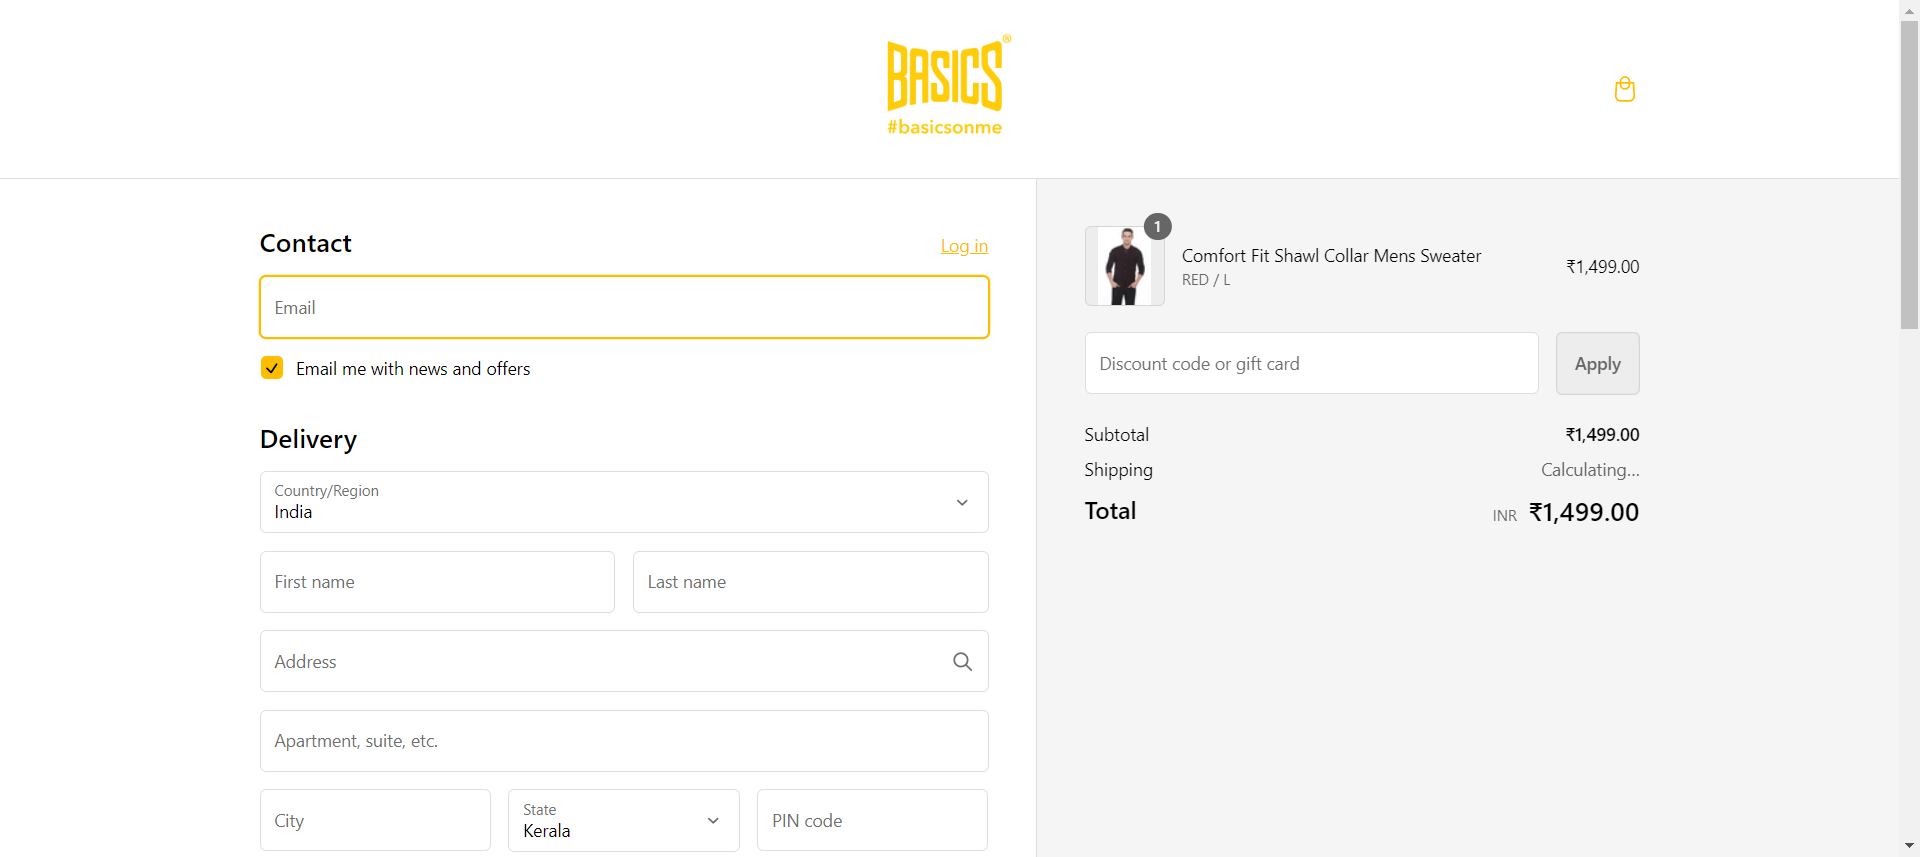 BASICS®
#basicsonme
Contact
Log in
Email
Email me with news and offers
Delivery
Country/Region
India
First name
Last name
Address
Apartment, suite, etc.
City
State
Kerala
PIN code
1
Comfort Fit Shawl Collar Mens Sweater
RED / L
₹1,499.00
Discount code or gift card
Apply
Subtotal ₹1,499.00
Shipping Calculating...
Total INR ₹1,499.00